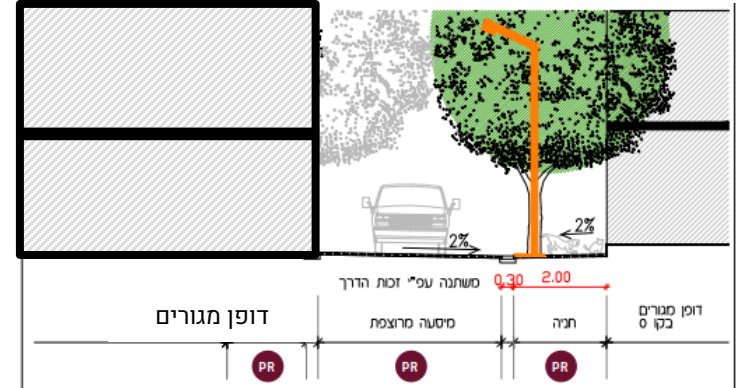 2%
2%
משתנה עפ"י זכות הדרך
0.30
2.00
דופן מגורים
מיסעה מרוצפת
חניה
דופן מגורים
בקו 0
PR
PR
PR